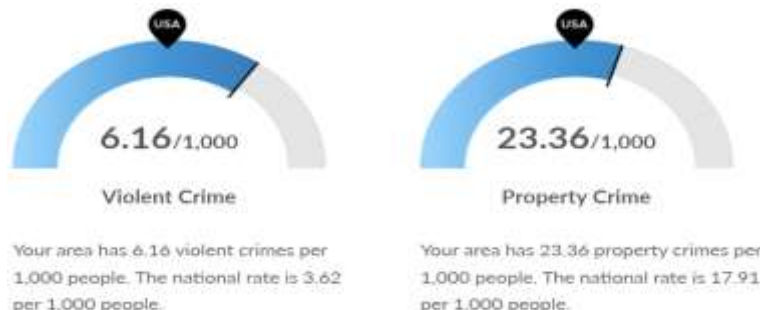 USA
6.16/1,000
Violent Crime
Your area has 6.16 violent crimes per
1,000 people. The national rate is 3.62
per 1,000 people.
USA
23.36/1,000
Property Crime
Your area has 23.36 property crimes per
1,000 people. The national rate is 17.91
per 1,000 people.